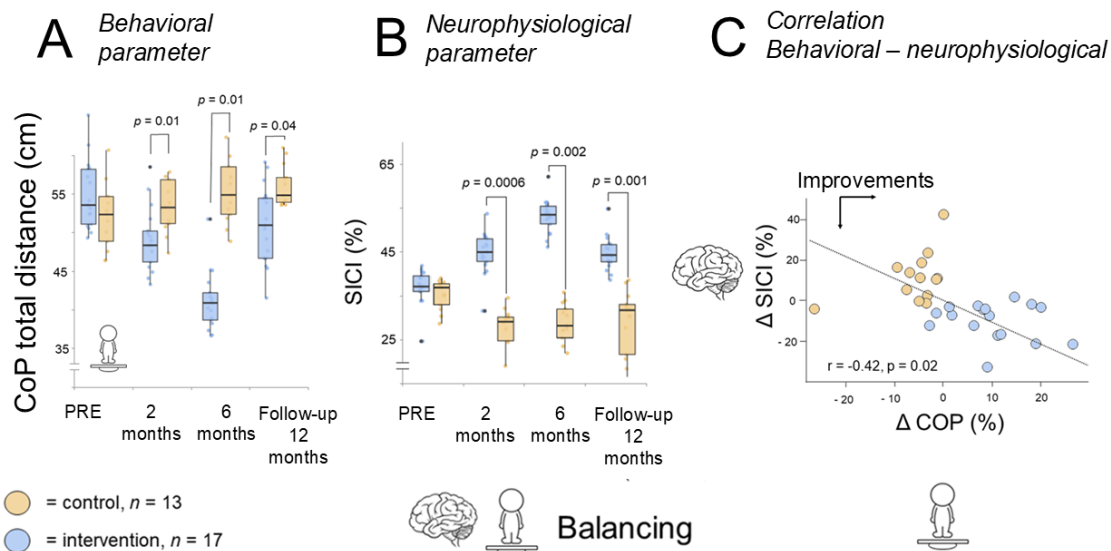 A
Behavioral
parameter
B
Neurophysiological
parameter
C
Correlation
Behavioral – neurophysiological
CoP total distance (cm)
55
45
35
p = 0.01
p = 0.01
p = 0.04
PRE
2
months
6
months
Follow-up
12
months
SICI (%)
65
45
25
p = 0.0006
p = 0.002
p = 0.001
PRE
2
months
6
months
Follow-up
12
months
Improvements
Δ SICI (%)
40
20
0
- 20
r = -0.42, p = 0.02
- 20
- 10
0
10
20
Δ COP (%)
= control, n = 13
= intervention, n = 17
Balancing